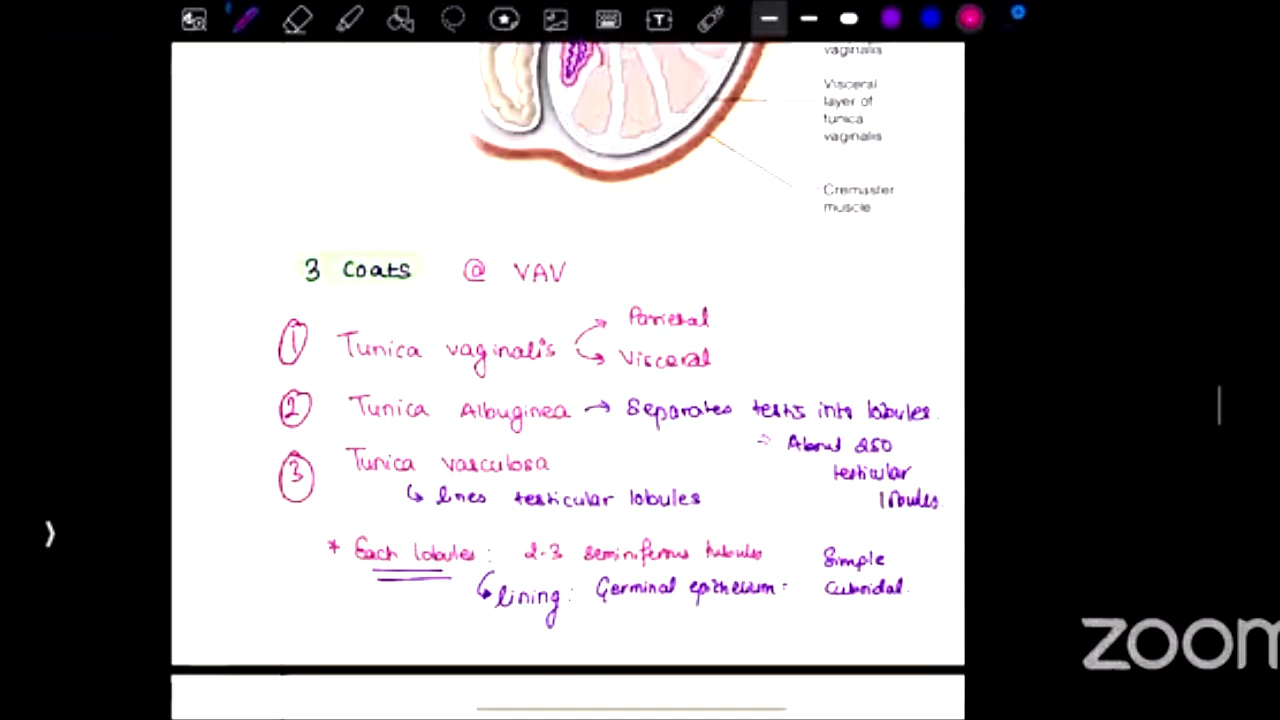 vaginalis
Visceral
layer of
tunica
vaginalis
Cremaster
muscle
3 Coats @ VAV
① Tunica vaginalis → Parietal
→ Visceral
② Tunica Albuginea → Separates testis into lobules.
→ About 250
testicular
lobules.
③ Tunica vasculosa
↳ lines testicular lobules
* Each lobules : 2-3 seminiferous tubules
↳ lining : Germinal epithelium - Simple
Cuboidal.
zoom